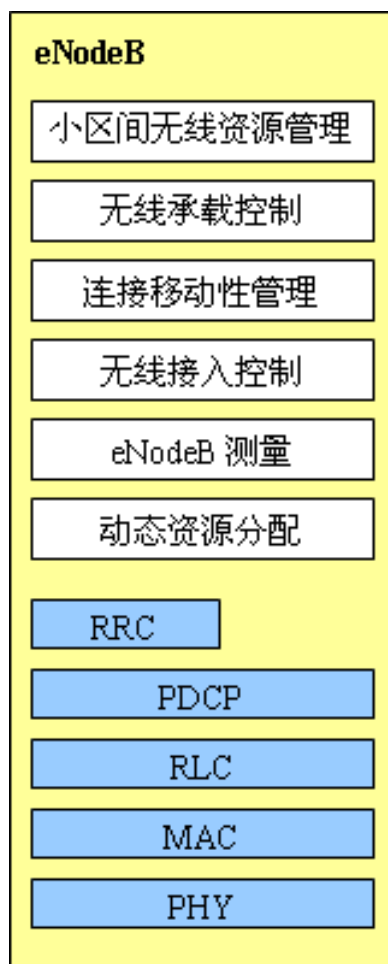 eNodeB
小区间无线资源管理
无线承载控制
连接移动性管理
无线接入控制
eNodeB 测量
动态资源分配
RRC
PDCP
RLC
MAC
PHY